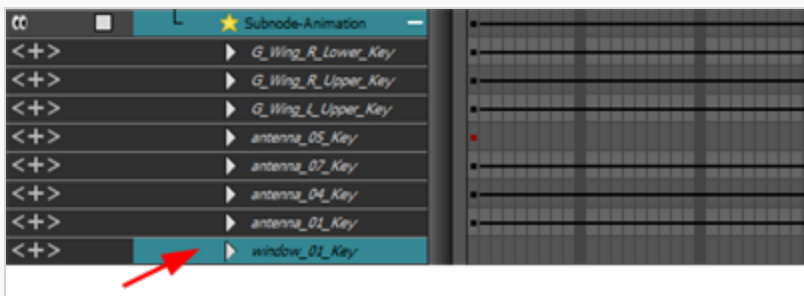 Subnode-Animation
G_Wing_R_Lower_Key
G_Wing_R_Upper_Key
G_Wing_L_Upper_Key
antenna_05_Key
antenna_07_Key
antenna_04_Key
antenna_01_Key
window_01_Key